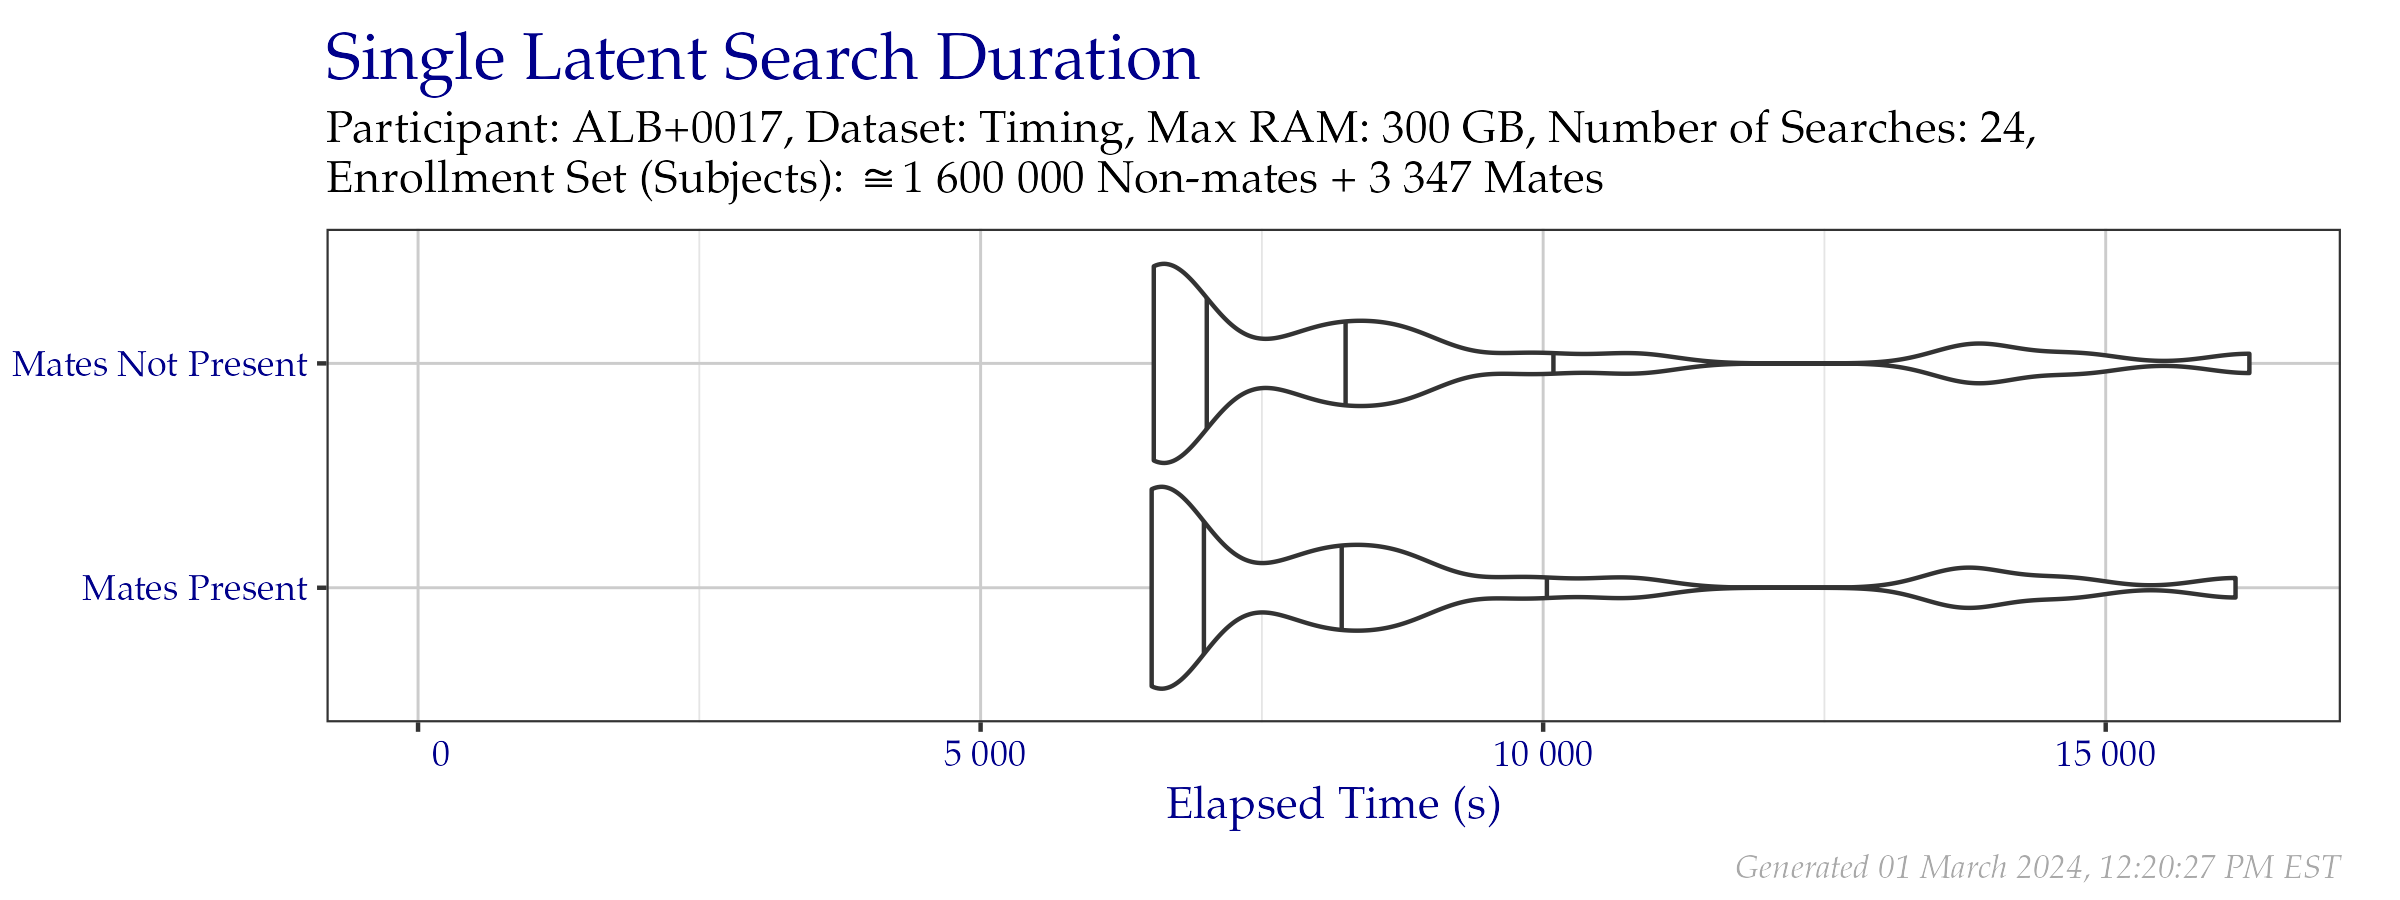 Single Latent Search Duration
Participant: ALB+0017, Dataset: Timing, Max RAM: 300 GB, Number of Searches: 24,
Enrollment Set (Subjects): ≅ 1 600 000 Non-mates + 3 347 Mates
Mates Not Present
Mates Present
0 5 000 10 000 15 000
Elapsed Time (s)
Generated 01 March 2024, 12:20:27 PM EST